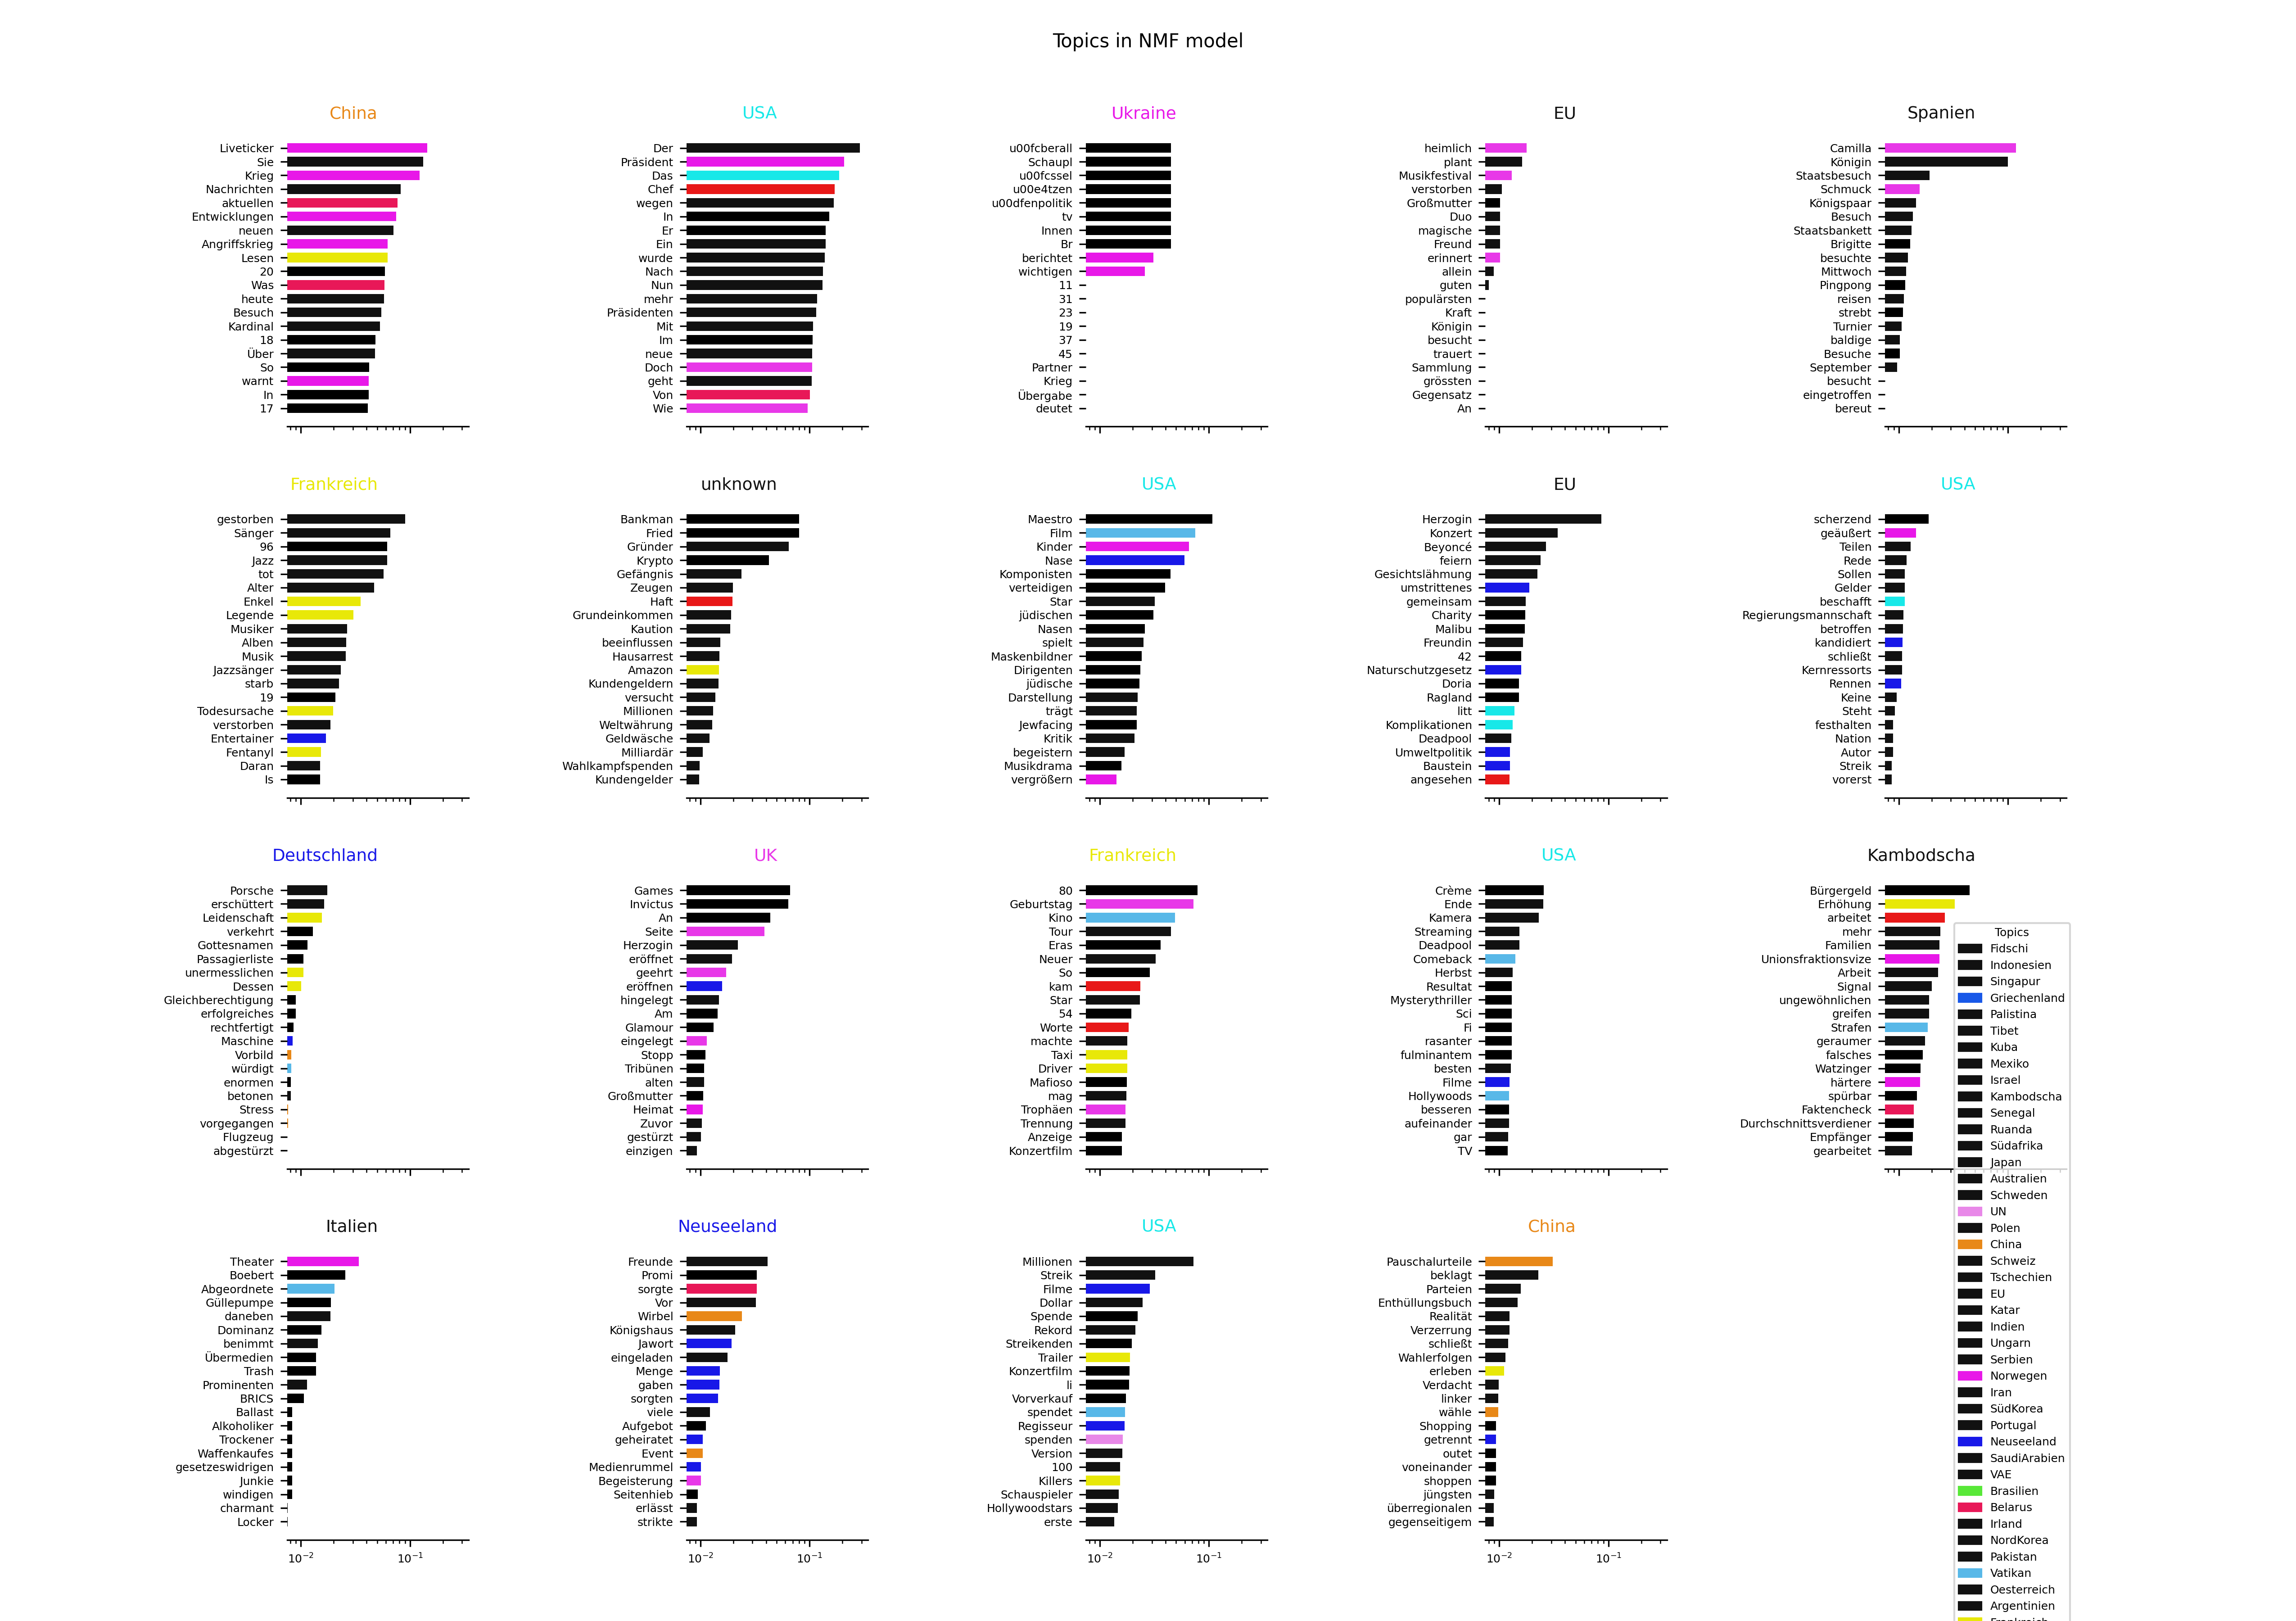 Topics in NMF model
China
Liveticker
Sie
Krieg
Nachrichten
aktuellen
Entwicklungen
neuen
Angriffskrieg
Lesen
20
Was
heute
Besuch
Kardinal
18
Über
So
warnt
In
17
USA
Der
Präsident
Das
Chef
wegen
In
Er
Ein
wurde
Nach
Nun
mehr
Präsidenten
Mit
Im
neue
Doch
geht
Von
Wie
Ukraine
u00fcberall
Schaupl
u00fcssel
u00e4tzen
u00dfenpolitik
tv
Innen
Br
berichtet
wichtigen
11
31
23
19
37
45
Partner
Krieg
Übergabe
deutet
EU
heimlich
plant
Musikfestival
verstorben
Großmutter
Duo
magische
Freund
erinnert
allein
guten
populärsten
Kraft
Königin
besucht
trauert
Sammlung
grössten
Gegensatz
An
Spanien
Camilla
Königin
Staatsbesuch
Schmuck
Königspaar
Besuch
Staatsbankett
Brigitte
besuchte
Mittwoch
Pingpong
reisen
strebt
Turnier
baldige
Besuche
September
besucht
eingetroffen
bereut
Frankreich
gestorben
Sänger
96
Jazz
tot
Alter
Enkel
Legende
Musiker
Alben
Musik
Jazzsänger
starb
19
Todesursache
verstorben
Entertainer
Fentanyl
Daran
Is
unknown
Bankman
Fried
Gründer
Krypto
Gefängnis
Zeugen
Haft
Grundeinkommen
Kaution
beeinflussen
Hausarrest
Amazon
Kundengeldern
versucht
Millionen
Weltwährung
Geldwäsche
Milliardär
Wahlkampfspenden
Kundengelder
USA
Maestro
Film
Kinder
Nase
Komponisten
verteidigen
Star
jüdischen
Nasen
spielt
Maskenbildner
Dirigenten
jüdische
Darstellung
trägt
Jewfacing
Kritik
begeistern
Musikdrama
vergrößern
EU
Herzogin
Konzert
Beyoncé
feiern
Gesichtslähmung
umstrittenes
gemeinsam
Charity
Malibu
Freundin
42
Naturschutzgesetz
Doria
Ragland
litt
Komplikationen
Deadpool
Umweltpolitik
Baustein
angesehen
USA
scherzend
geäußert
Teilen
Rede
Sollen
Gelder
beschafft
Regierungsmannschaft
betroffen
kandidiert
schließt
Kernressorts
Rennen
Keine
Steht
festhalten
Nation
Autor
Streik
vorerst
Deutschland
Porsche
erschüttert
Leidenschaft
verkehrt
Gottesnamen
Passagierliste
unermesslichen
Dessen
Gleichberechtigung
erfolgreiches
rechtfertigt
Maschine
Vorbild
würdigt
enormen
betonen
Stress
vorgegangen
Flugzeug
abgestürzt
UK
Games
Invictus
An
Seite
Herzogin
eröffnet
geehrt
eröffnen
hingelegt
Am
Glamour
eingelegt
Stopp
Tribünen
alten
Großmutter
Heimat
Zuvor
gestürzt
einzigen
Frankreich
80
Geburtstag
Kino
Tour
Eras
Neuer
So
kam
Star
54
Worte
machte
Taxi
Driver
Mafioso
mag
Trophäen
Trennung
Anzeige
Konzertfilm
USA
Crème
Ende
Kamera
Streaming
Deadpool
Comeback
Herbst
Resultat
Mysterythriller
Sci
Fi
rasanter
fulminantem
besten
Filme
Hollywoods
besseren
aufeinander
gar
TV
Kambodscha
Bürgergeld
Erhöhung
arbeitet
mehr
Familien
Unionsfraktionsvize
Arbeit
Signal
ungewöhnlichen
greifen
Strafen
geraumer
falsches
Watzinger
härtere
spürbar
Faktencheck
Durchschnittsverdiener
Empfänger
gearbeitet
Italien
Theater
Boebert
Abgeordnete
Güllepumpe
daneben
Dominanz
benimmt
Übermedien
Trash
Prominenten
BRICS
Ballast
Alkoholiker
Trockener
Waffenkaufes
gesetzeswidrigen
Junkie
windigen
charmant
Locker
10⁻² 10⁻¹
Neuseeland
Freunde
Promi
sorgte
Vor
Wirbel
Königshaus
Jawort
eingeladen
Menge
gaben
sorgten
viele
Aufgebot
geheiratet
Event
Medienrummel
Begeisterung
Seitenhieb
erlässt
strikte
10⁻² 10⁻¹
USA
Millionen
Streik
Filme
Dollar
Spende
Rekord
Streikenden
Trailer
Konzertfilm
li
Vorverkauf
spendet
Regisseur
spenden
Version
100
Killers
Schauspieler
Hollywoodstars
erste
10⁻² 10⁻¹
China
Pauschalurteile
beklagt
Parteien
Enthüllungsbuch
Realität
Verzerrung
schließt
Wahlerfolgen
erleben
Verdacht
linker
wähle
Shopping
getrennt
outet
voneinander
shoppen
jüngsten
überregionalen
gegenseitigem
10⁻² 10⁻¹
Topics
Fidschi
Indonesien
Singapur
Griechenland
Palistina
Tibet
Kuba
Mexiko
Israel
Kambodscha
Senegal
Ruanda
Südafrika
Japan
Australien
Schweden
UN
Polen
China
Schweiz
Tschechien
EU
Katar
Indien
Ungarn
Serbien
Norwegen
Iran
SüdKorea
Portugal
Neuseeland
SaudiArabien
VAE
Brasilien
Belarus
Irland
NordKorea
Pakistan
Vatikan
Oesterreich
Argentinien
Frankreich